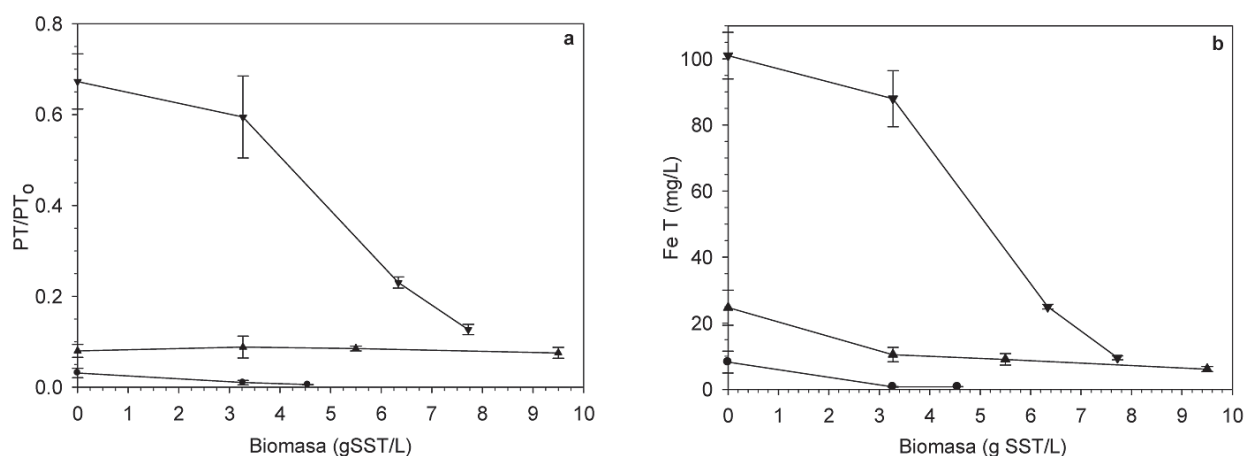 a
0.8
0.6
0.4
0.2
0.0
PT/PTo
0 1 2 3 4 5 6 7 8 9 10
Biomasa (gSST/L)
b
100
80
60
40
20
0
Fe T (mg/L)
0 1 2 3 4 5 6 7 8 9 10
Biomasa (g SST/L)